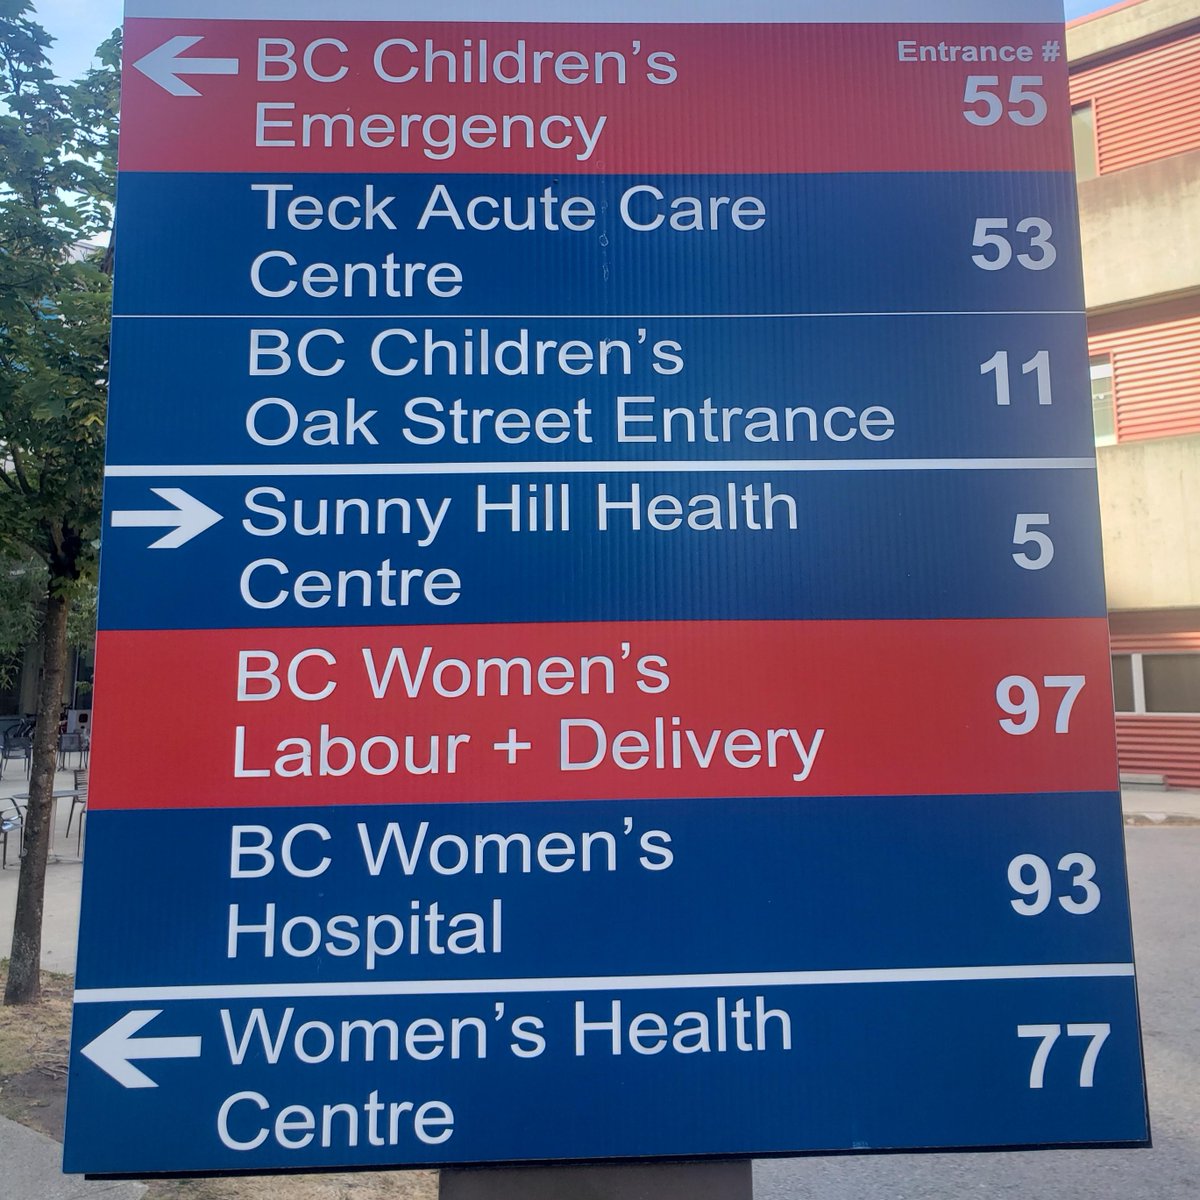 ← BC Children's Entrance #
Emergency 55
Teck Acute Care
Centre 53
BC Children's 11
Oak Street Entrance
→ Sunny Hill Health
Centre 5
BC Women's 97
Labour + Delivery
BC Women's 93
Hospital
← Women's Health 77
Centre